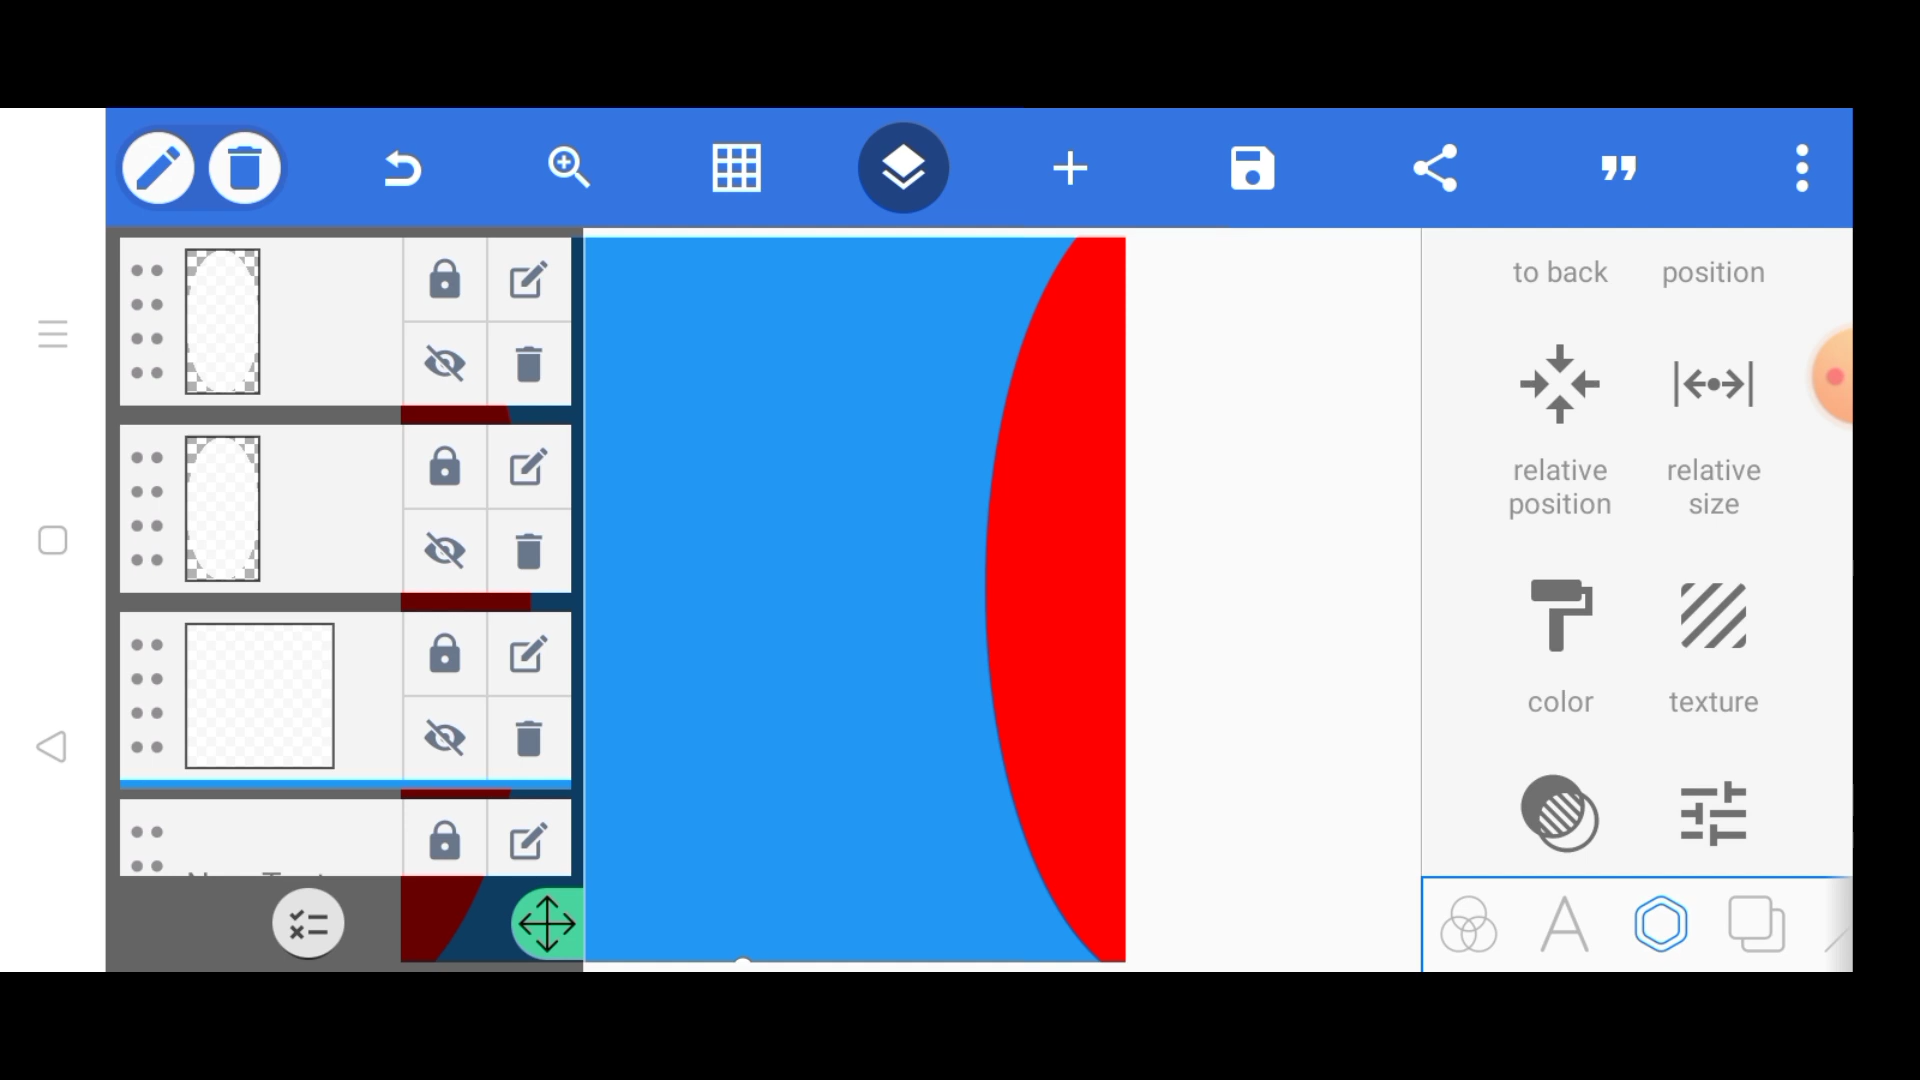 to back
position
relative
position
relative
size
color
texture